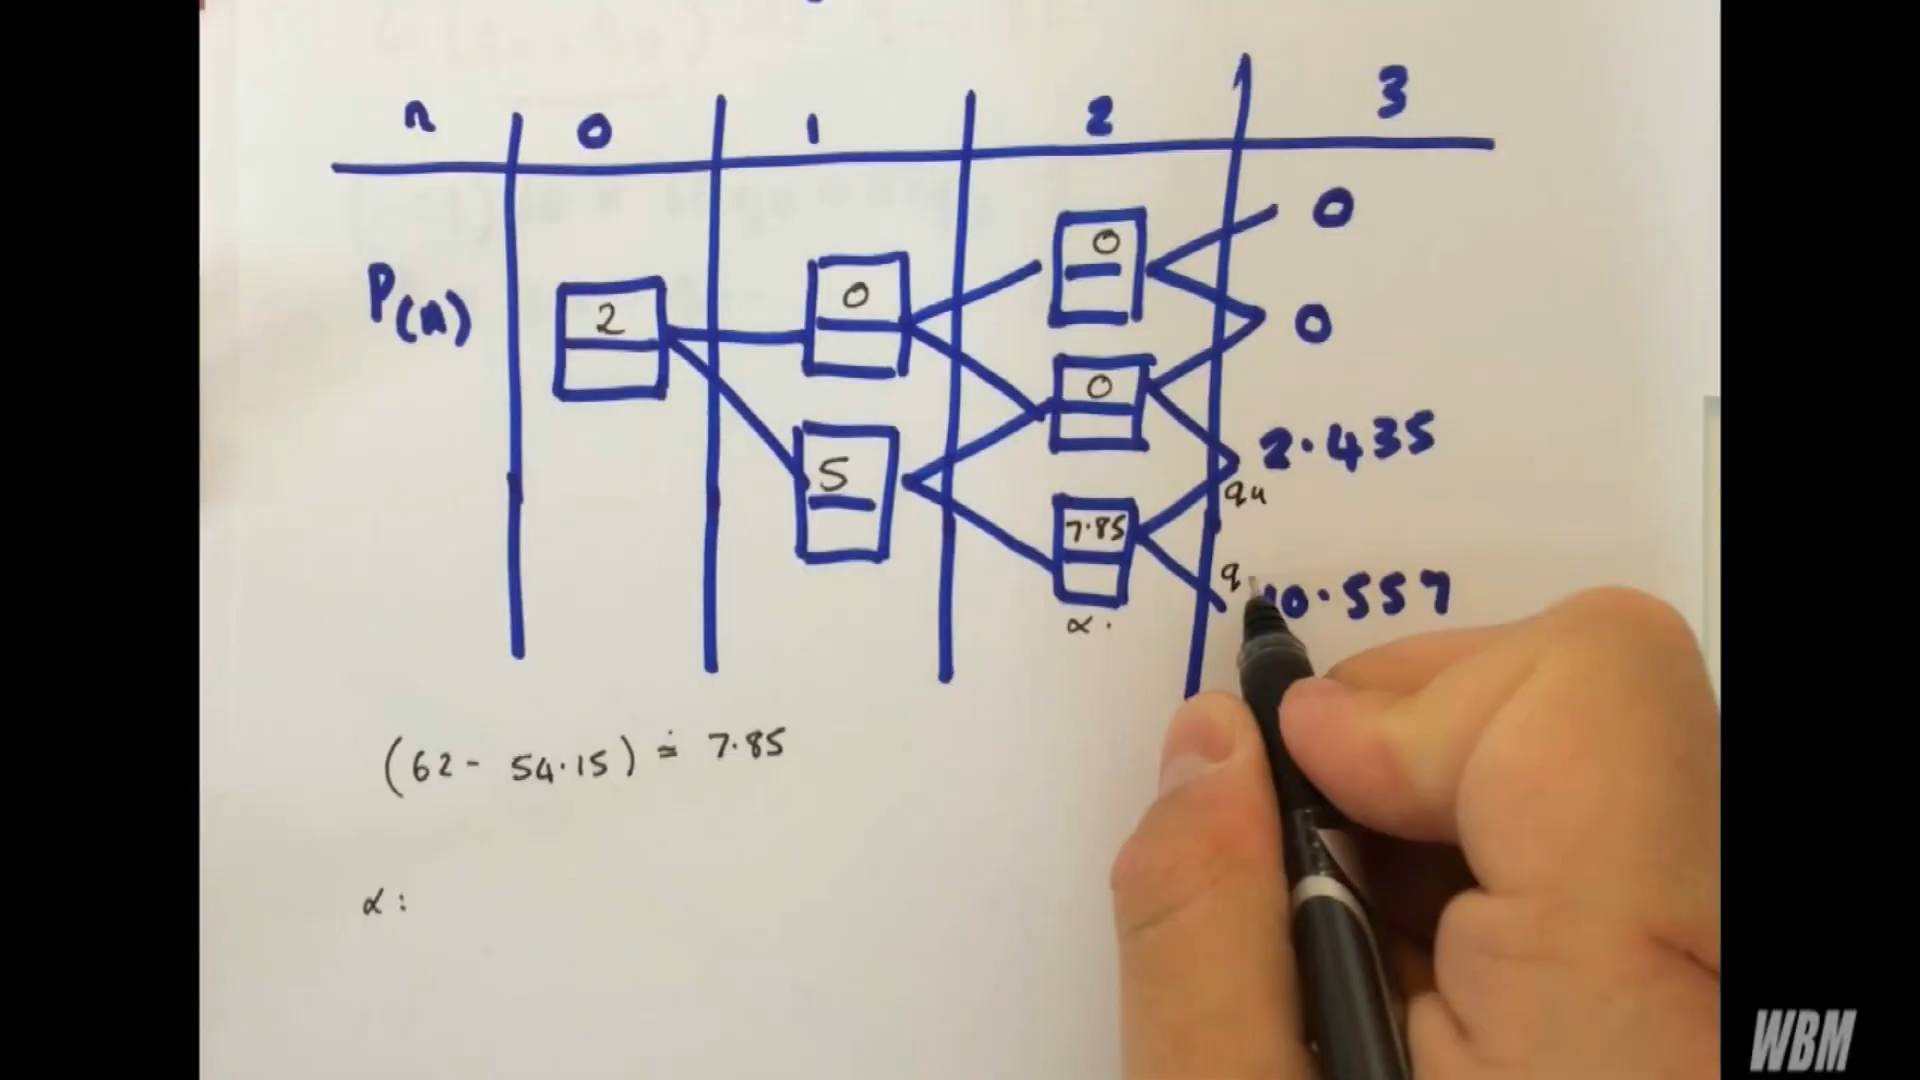 n 0 1 2 3
0
0
P(n) 2 0 0
0 2.435
5 qu
7.85
q 10.557
α.
(62 - 54.15) ≐ 7.85
α:
WBM